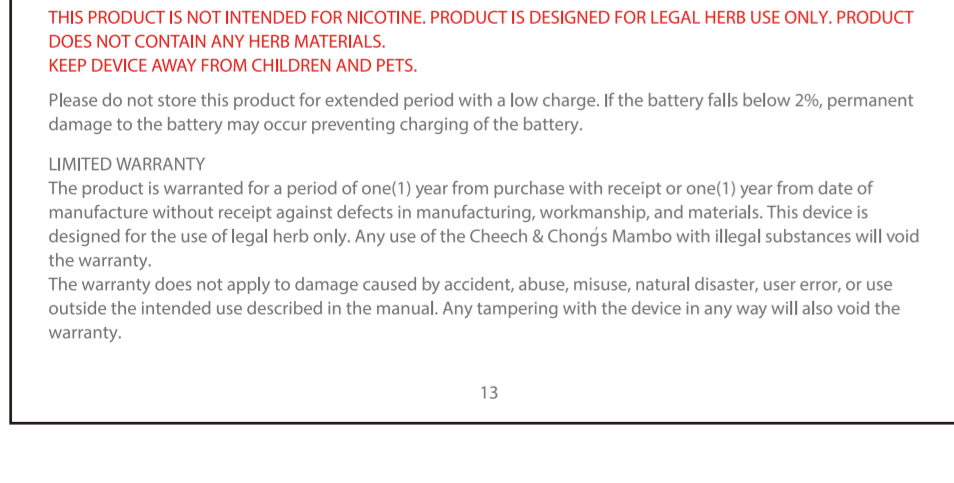 THIS PRODUCT IS NOT INTENDED FOR NICOTINE. PRODUCT IS DESIGNED FOR LEGAL HERB USE ONLY. PRODUCT
DOES NOT CONTAIN ANY HERB MATERIALS.
KEEP DEVICE AWAY FROM CHILDREN AND PETS.
Please do not store this product for extended period with a low charge. If the battery falls below 2%, permanent
damage to the battery may occur preventing charging of the battery.
LIMITED WARRANTY
The product is warranted for a period of one(1) year from purchase with receipt or one(1) year from date of
manufacture without receipt against defects in manufacturing, workmanship, and materials. This device is
designed for the use of legal herb only. Any use of the Cheech & Chong´s Mambo with illegal substances will void
the warranty.
The warranty does not apply to damage caused by accident, abuse, misuse, natural disaster, user error, or use
outside the intended use described in the manual. Any tampering with the device in any way will also void the
warranty.
13